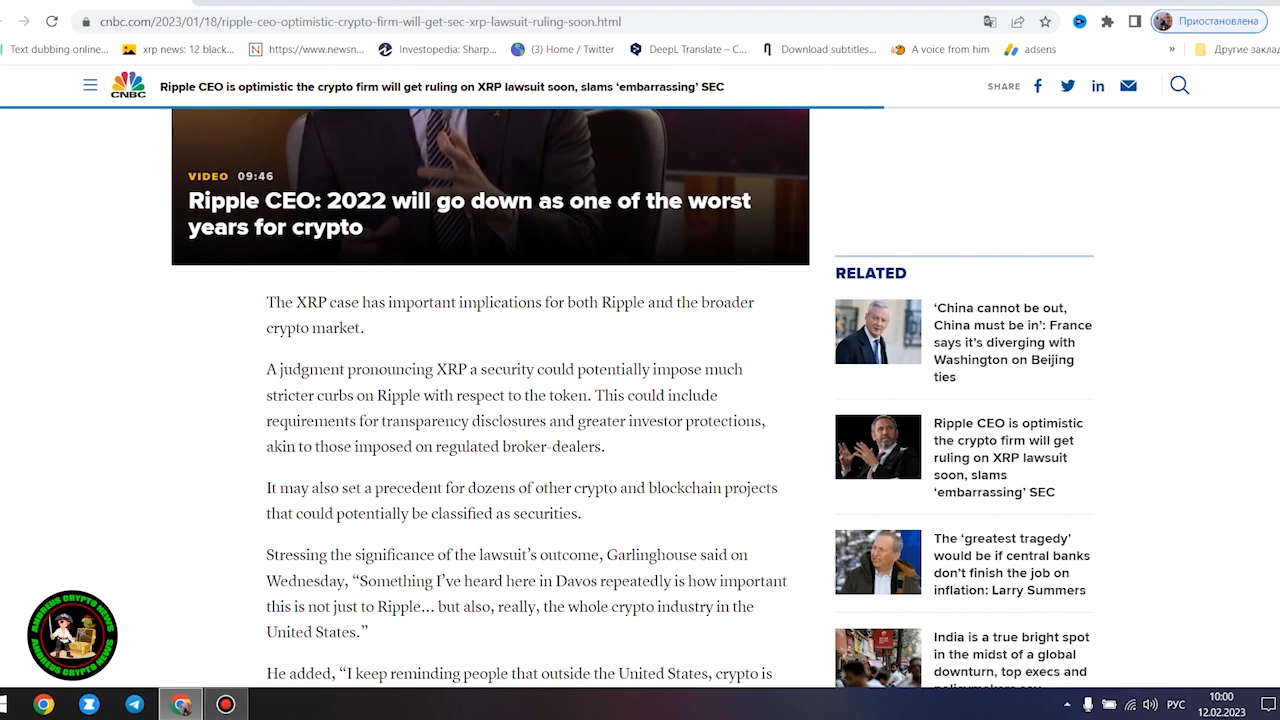 cnbc.com/2023/01/18/ripple-ceo-optimistic-crypto-firm-will-get-sec-xrp-lawsuit-ruling-soon.html
Приостановлена
Text dubbing online...
xrp news: 12 black...
https://www.newsn...
Investopedia: Sharp...
(3) Home / Twitter
DeepL Translate – C...
Download subtitles...
A voice from him
adsens
»
Другие закла
CNBC
Ripple CEO is optimistic the crypto firm will get ruling on XRP lawsuit soon, slams ‘embarrassing’ SEC
SHARE
VIDEO 09:46
Ripple CEO: 2022 will go down as one of the worst
years for crypto
The XRP case has important implications for both Ripple and the broader
crypto market.
A judgment pronouncing XRP a security could potentially impose much
stricter curbs on Ripple with respect to the token. This could include
requirements for transparency disclosures and greater investor protections,
akin to those imposed on regulated broker-dealers.
It may also set a precedent for dozens of other crypto and blockchain projects
that could potentially be classified as securities.
Stressing the significance of the lawsuit’s outcome, Garlinghouse said on
Wednesday, “Something I’ve heard here in Davos repeatedly is how important
this is not just to Ripple… but also, really, the whole crypto industry in the
United States.”
He added, “I keep reminding people that outside the United States, crypto is
RELATED
‘China cannot be out,
China must be in’: France
says it’s diverging with
Washington on Beijing
ties
Ripple CEO is optimistic
the crypto firm will get
ruling on XRP lawsuit
soon, slams
‘embarrassing’ SEC
The ‘greatest tragedy’
would be if central banks
don’t finish the job on
inflation: Larry Summers
India is a true bright spot
in the midst of a global
downturn, top execs and
policymakers say
ANDREUS CRYPTO NEWS
ANDREUS CRYPTO NEWS
РУС
10:00
12.02.2023